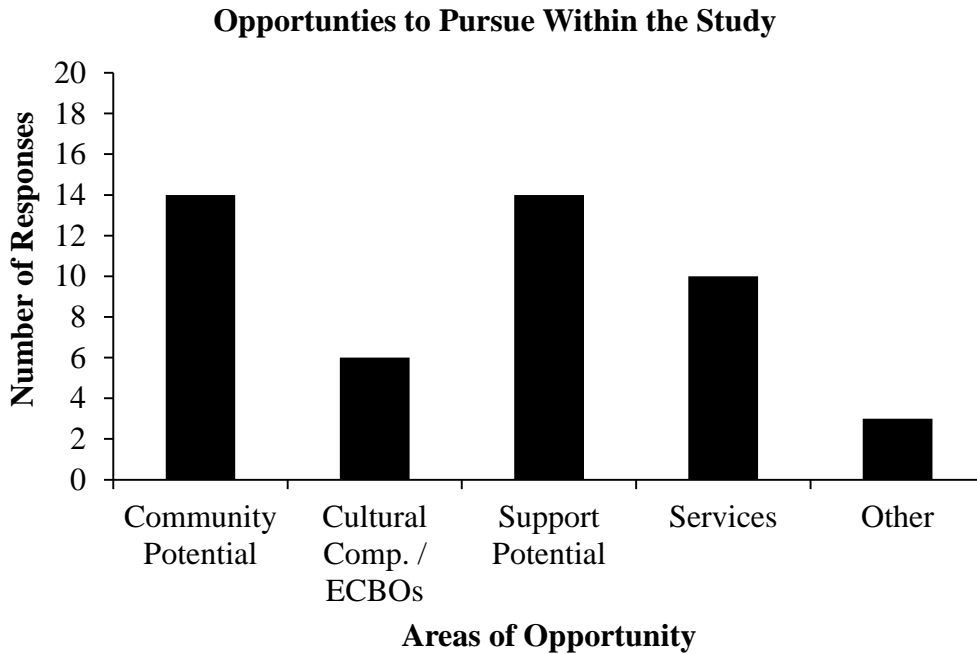 Opportunties to Pursue Within the Study
Number of Responses
20
18
16
14
12
10
8
6
4
2
0
Community Potential
Cultural Comp. / ECBOs
Support Potential
Services
Other
Areas of Opportunity